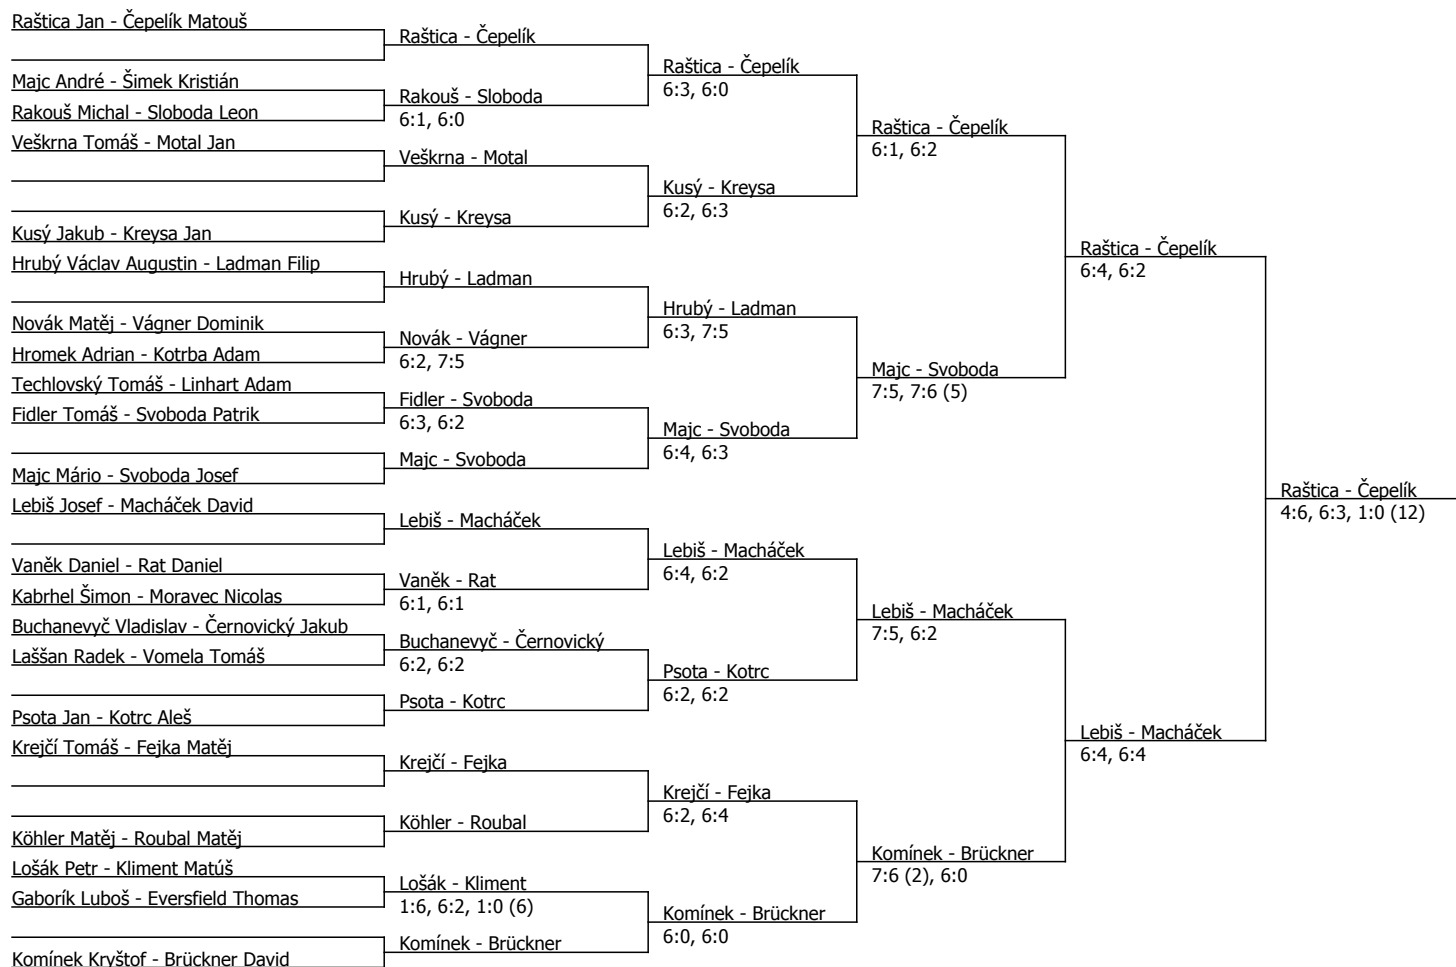 Raštica Jan - Čepelík Matouš
Raštica - Čepelík
Raštica - Čepelík
6:3, 6:0
Majc André - Šimek Kristián
Rakouš - Sloboda
6:1, 6:0
Rakouš Michal - Sloboda Leon
Raštica - Čepelík
6:1, 6:2
Veškrna Tomáš - Motal Jan
Veškrna - Motal
Kusý - Kreysa
6:2, 6:3
Kusý - Kreysa
Kusý Jakub - Kreysa Jan
Raštica - Čepelík
6:4, 6:2
Hrubý Václav Augustin - Ladman Filip
Hrubý - Ladman
Hrubý - Ladman
6:3, 7:5
Novák Matěj - Vágner Dominik
Novák - Vágner
6:2, 7:5
Hromek Adrian - Kotrba Adam
Majc - Svoboda
7:5, 7:6 (5)
Techlovský Tomáš - Linhart Adam
Fidler - Svoboda
6:3, 6:2
Fidler Tomáš - Svoboda Patrik
Majc - Svoboda
6:4, 6:3
Majc - Svoboda
Majc Mário - Svoboda Josef
Raštica - Čepelík
4:6, 6:3, 1:0 (12)
Lebiš Josef - Macháček David
Lebiš - Macháček
Lebiš - Macháček
6:4, 6:2
Vaněk Daniel - Rat Daniel
Vaněk - Rat
6:1, 6:1
Kabrhel Šimon - Moravec Nicolas
Lebiš - Macháček
7:5, 6:2
Buchanevyč Vladislav - Černovický Jakub
Buchanevyč - Černovický
6:2, 6:2
Laššan Radek - Vomela Tomáš
Psota - Kotrc
6:2, 6:2
Psota - Kotrc
Psota Jan - Kotrc Aleš
Lebiš - Macháček
6:4, 6:4
Krejčí Tomáš - Fejka Matěj
Krejčí - Fejka
Krejčí - Fejka
6:2, 6:4
Köhler - Roubal
Köhler Matěj - Roubal Matěj
Komínek - Brückner
7:6 (2), 6:0
Lošák Petr - Kliment Matúš
Lošák - Kliment
1:6, 6:2, 1:0 (6)
Gaborík Luboš - Eversfield Thomas
Komínek - Brückner
6:0, 6:0
Komínek - Brückner
Komínek Kryštof - Brückner David